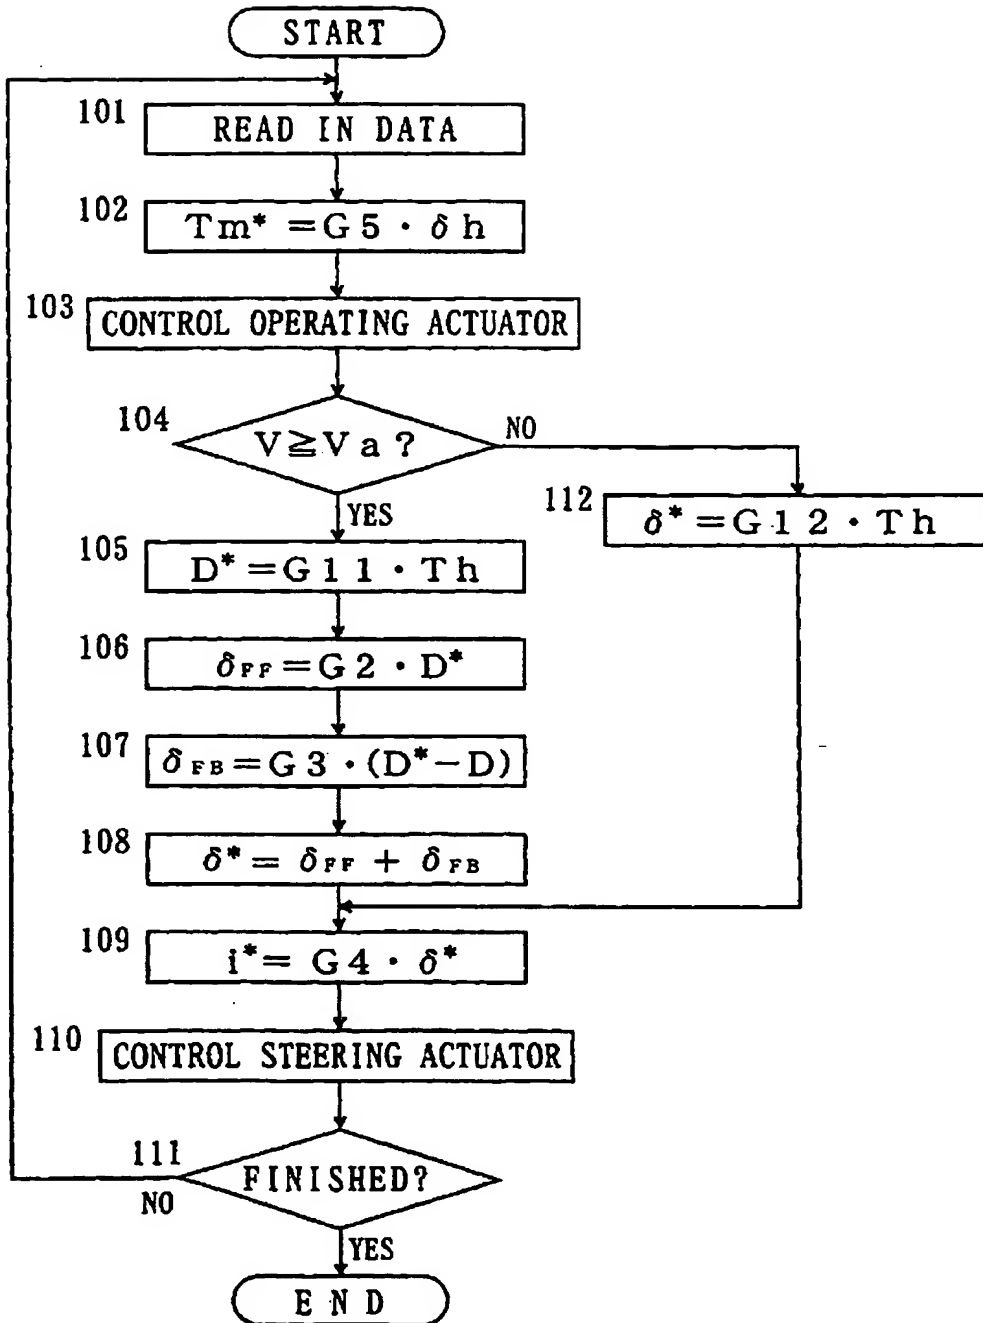 START
101
READ IN DATA
102
Tm* = G5 · δh
103
CONTROL OPERATING ACTUATOR
104
V≧Va?
NO
YES
112
δ* = G12 · Th
105
D* = G11 · Th
106
δFF = G2 · D*
107
δFB = G3 · (D* − D)
108
δ* = δFF + δFB
109
i* = G4 · δ*
110
CONTROL STEERING ACTUATOR
111
FINISHED?
NO
YES
END